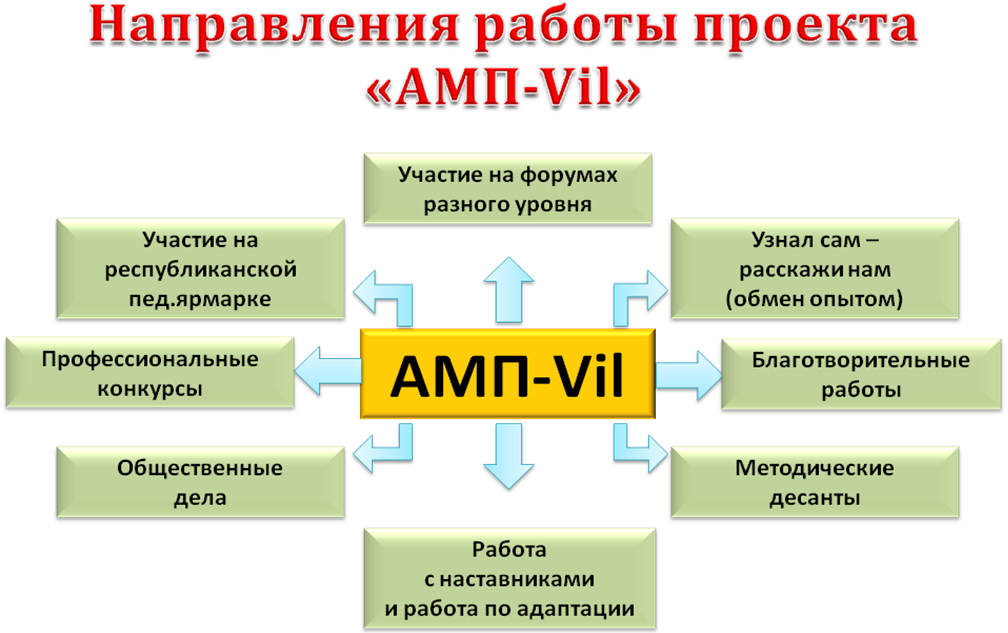 Направления работы проекта
«АМП-Vil»
Участие на форумах
разного уровня
Участие на
республиканской
пед.ярмарке
Узнал сам –
расскажи нам
(обмен опытом)
Профессиональные
конкурсы
АМП-Vil
Благотворительные
работы
Общественные
дела
Методические
десанты
Работа
с наставниками
и работа по адаптации